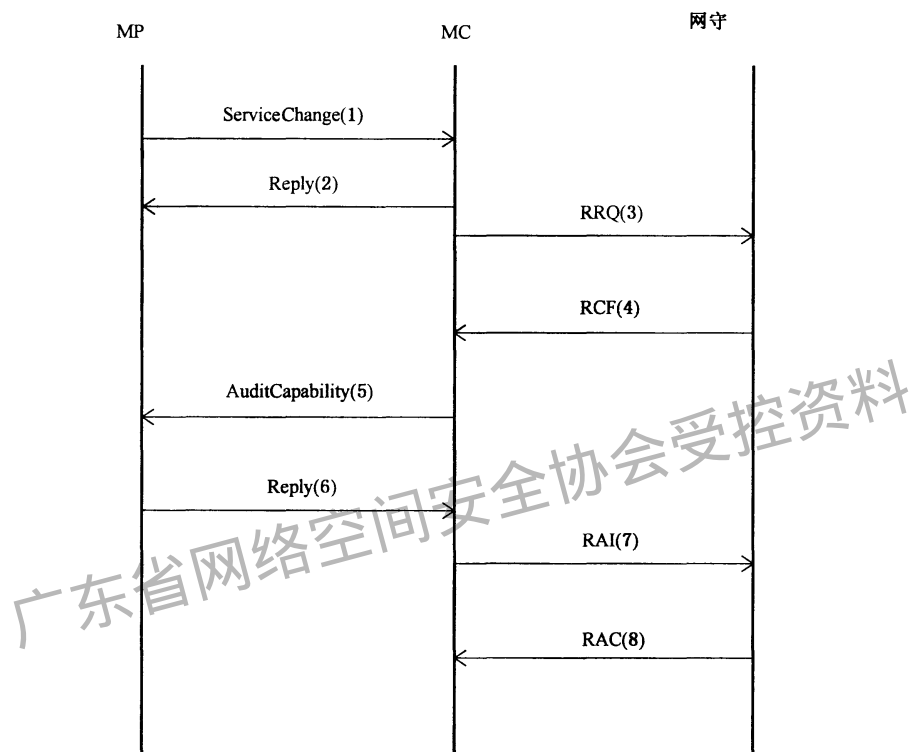 MP
MC
网守
ServiceChange(1)
Reply(2)
RRQ(3)
RCF(4)
AuditCapability(5)
Reply(6)
RAI(7)
RAC(8)
广东省网络空间安全协会受控资料